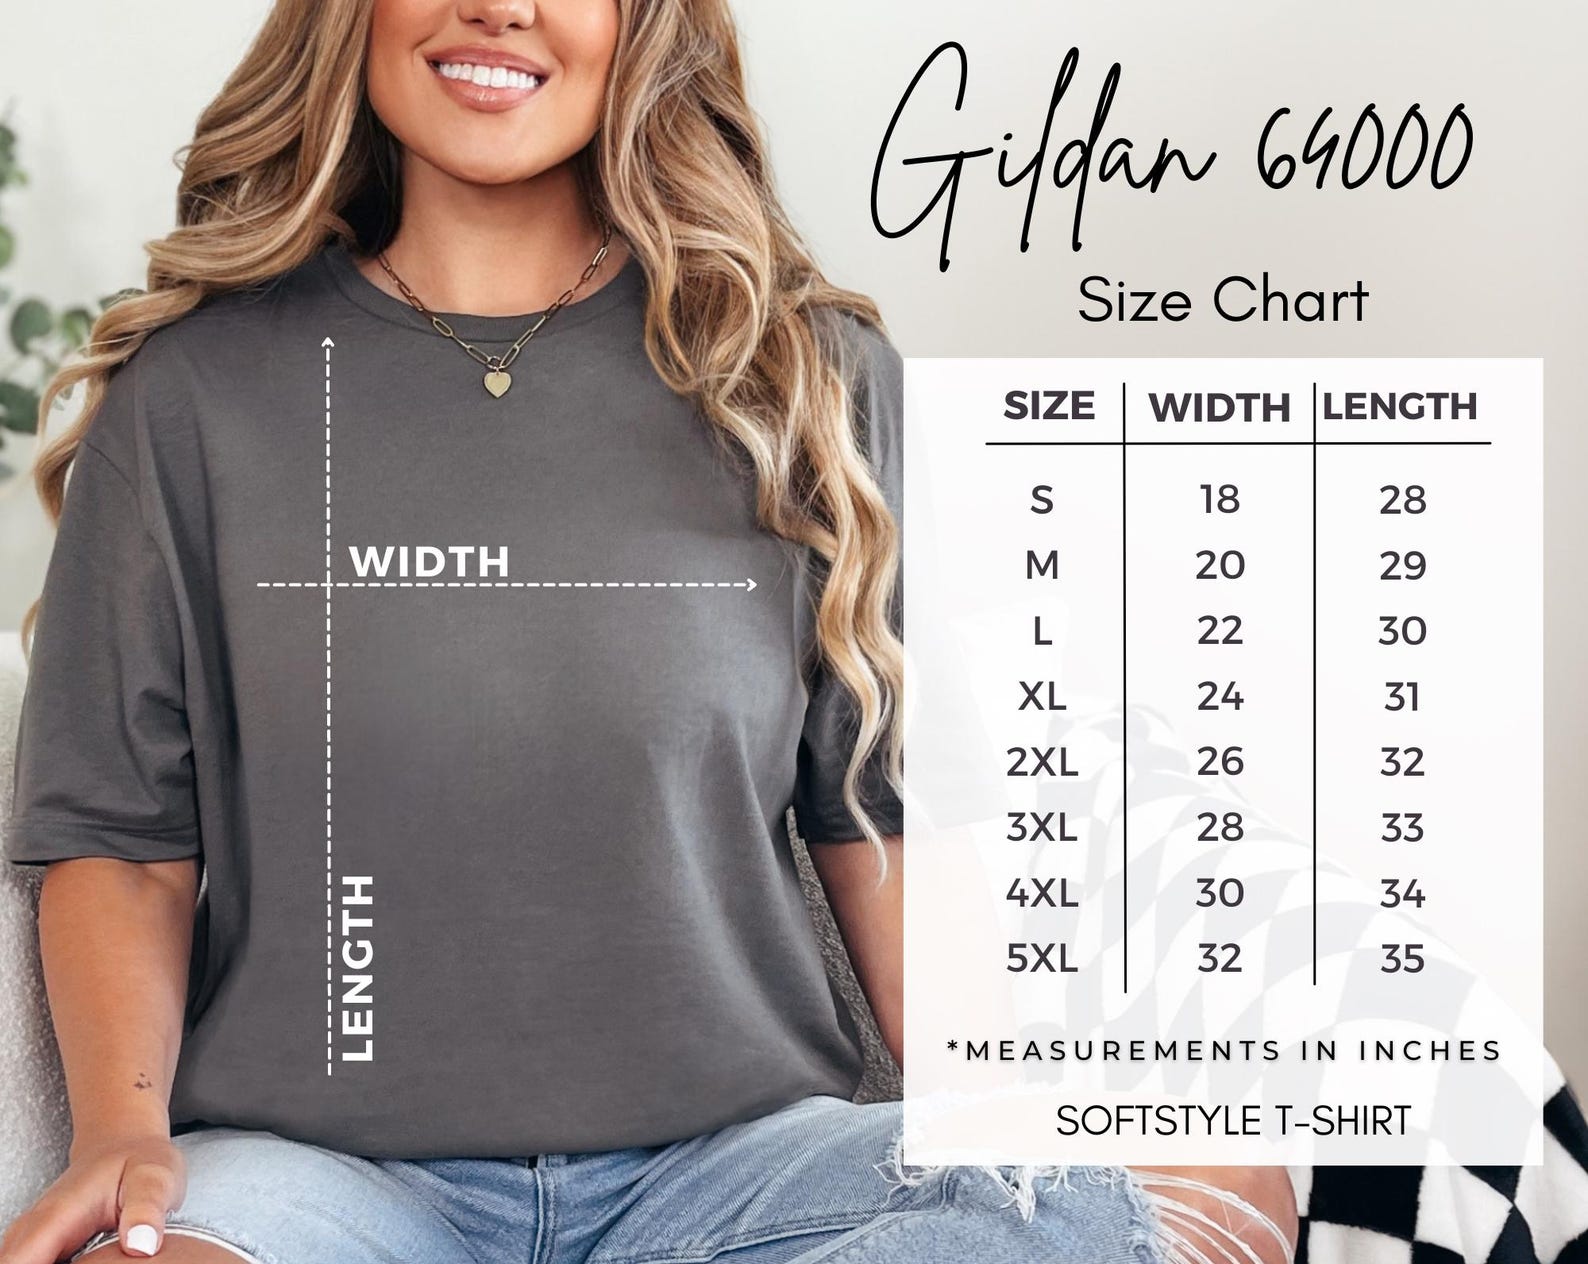 Gildan 64000
Size Chart
SIZE WIDTH LENGTH
S 18 28
M 20 29
L 22 30
XL 24 31
2XL 26 32
3XL 28 33
4XL 30 34
5XL 32 35
*MEASUREMENTS IN INCHES
SOFTSTYLE T-SHIRT
WIDTH
LENGTH